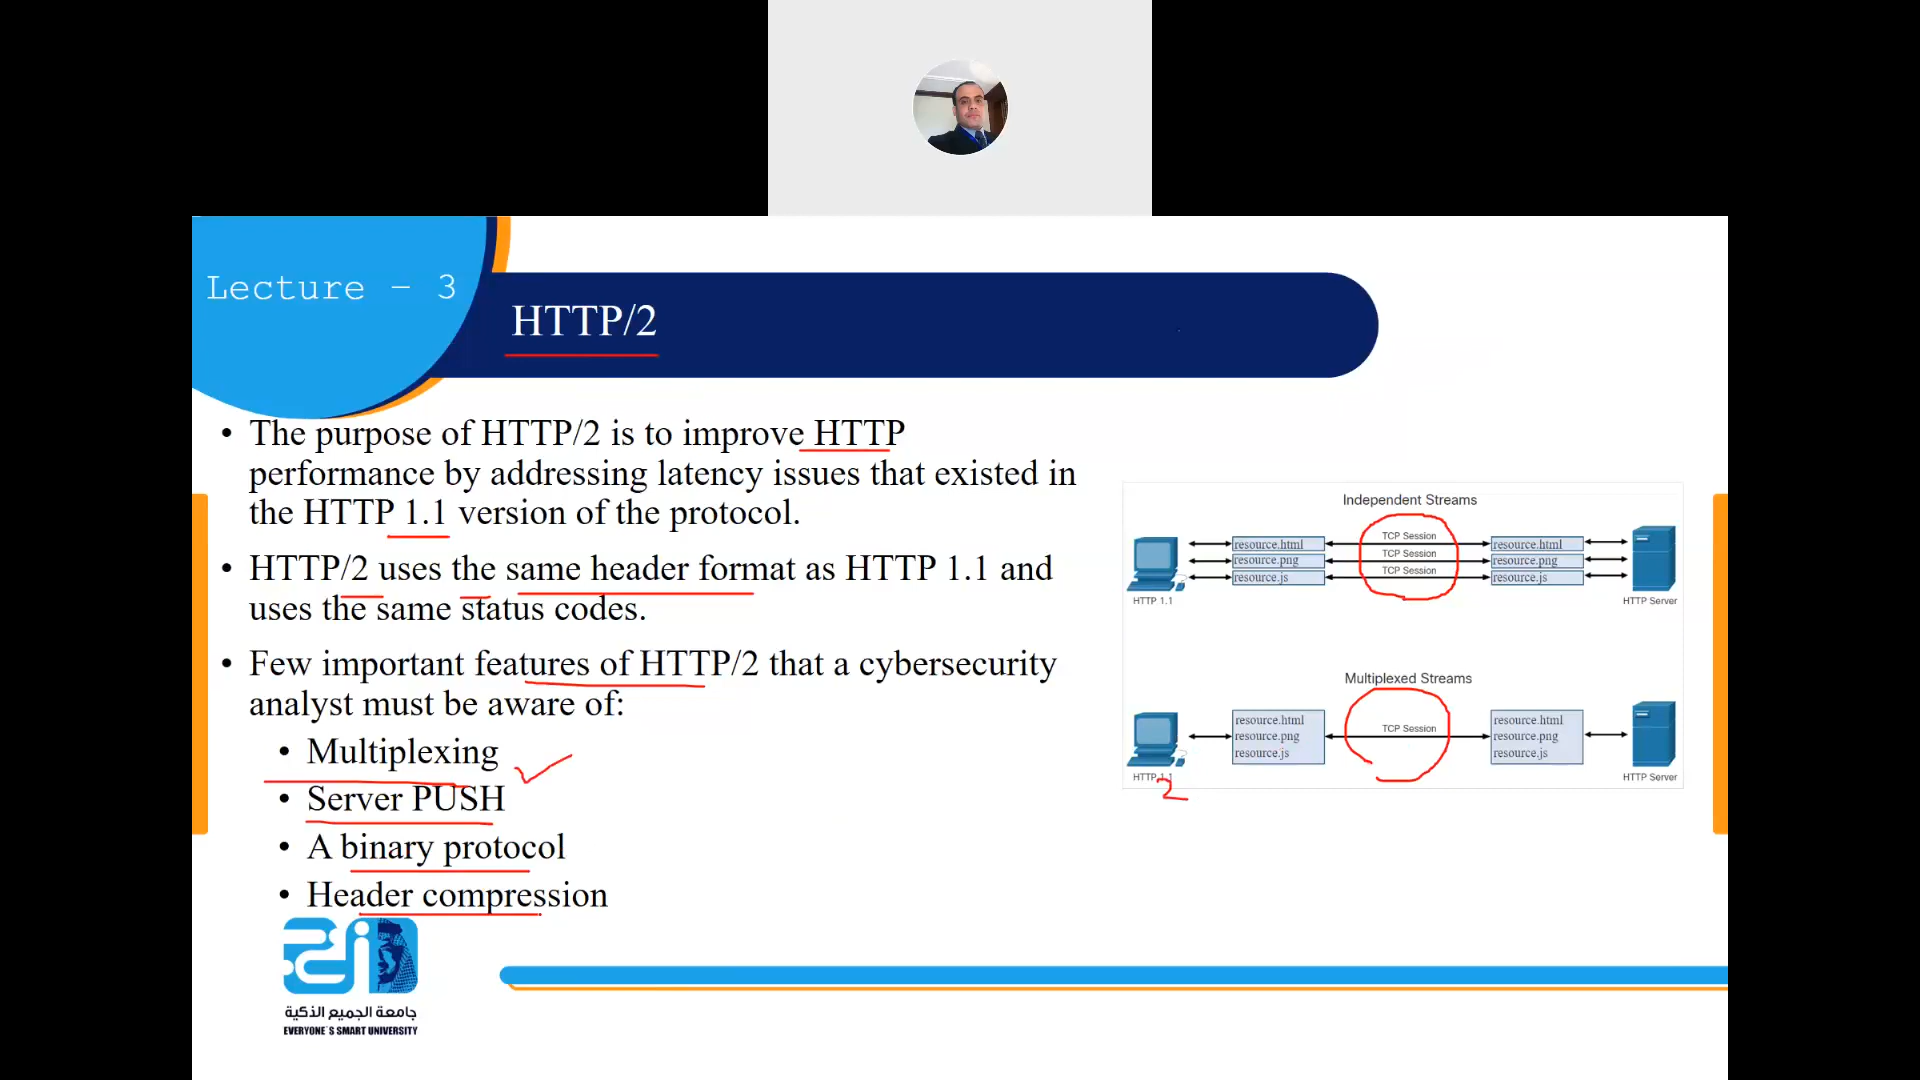 Lecture – 3
HTTP/2
• The purpose of HTTP/2 is to improve HTTP
performance by addressing latency issues that existed in
the HTTP 1.1 version of the protocol.
• HTTP/2 uses the same header format as HTTP 1.1 and
uses the same status codes.
• Few important features of HTTP/2 that a cybersecurity
analyst must be aware of:
• Multiplexing
• Server PUSH
• A binary protocol
• Header compression
Independent Streams
TCP Session
resource.html
resource.html
TCP Session
resource.png
resource.png
TCP Session
resource.js
resource.js
HTTP 1.1
HTTP Server
Multiplexed Streams
resource.html
resource.html
TCP Session
resource.png
resource.png
resource.js
resource.js
HTTP 1.1
HTTP Server
2
جامعة الجميع الذكية
EVERYONE'S SMART UNIVERSITY